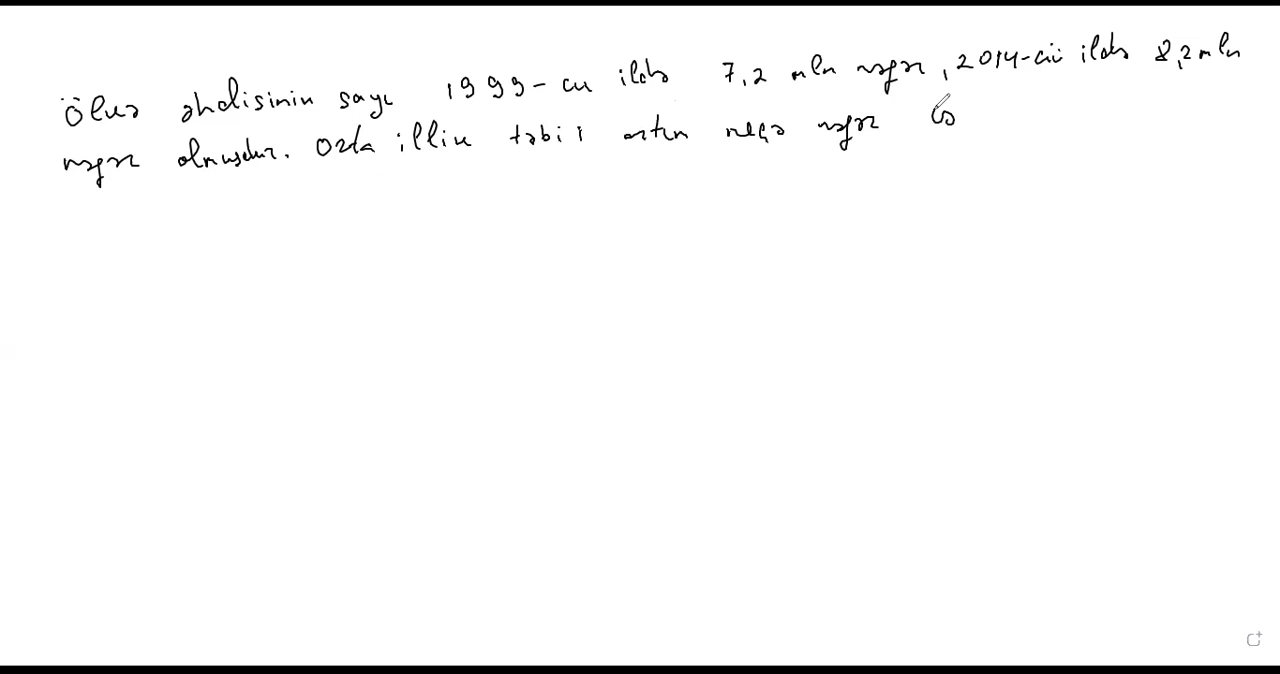 Ölkə əhalisinin sayı 1999-cu ildə 7,2 mln nəfər, 2014-cü ildə 8,2 mln
nəfər olmuşdur. Orta illik təbii artım neçə nəfər